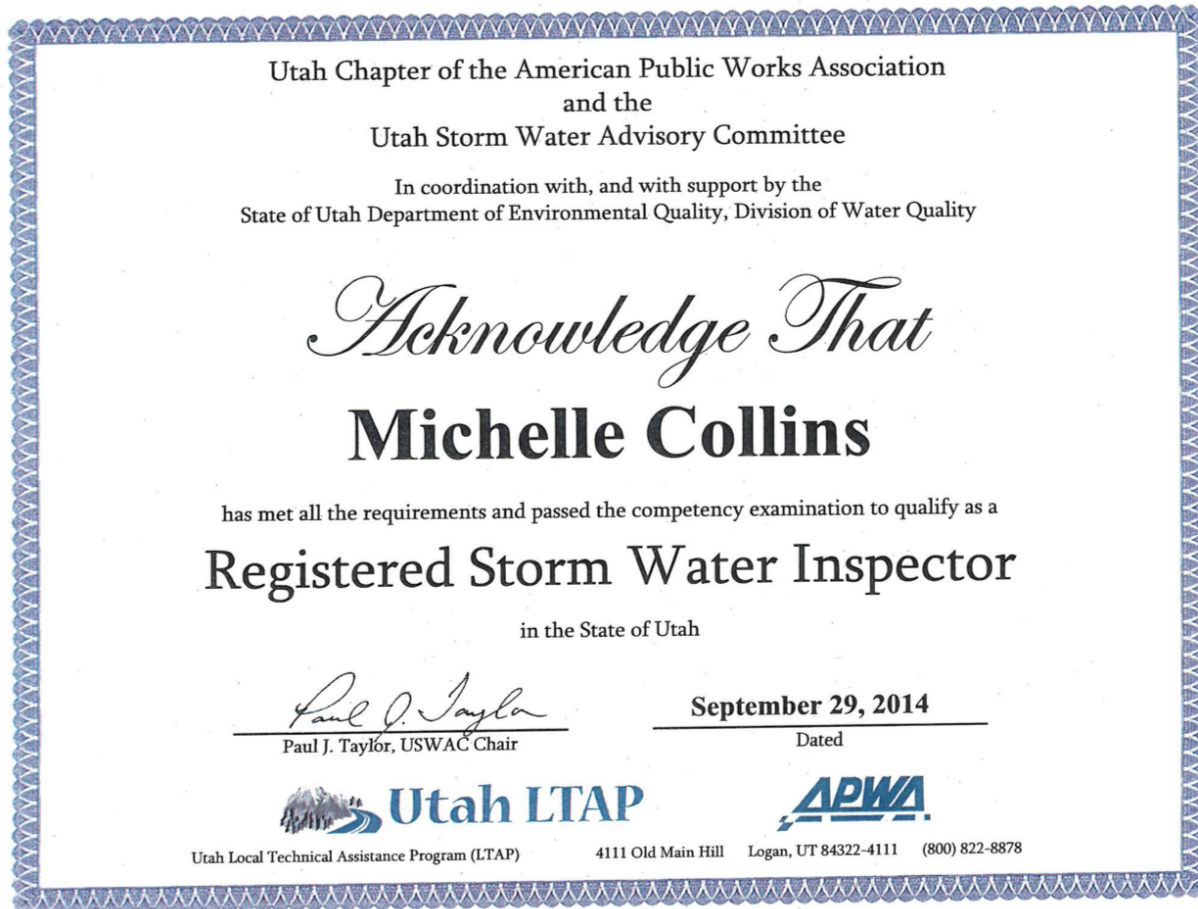 Utah Chapter of the American Public Works Association
and the
Utah Storm Water Advisory Committee
In coordination with, and with support by the
State of Utah Department of Environmental Quality, Division of Water Quality
Acknowledge That
Michelle Collins
has met all the requirements and passed the competency examination to qualify as a
Registered Storm Water Inspector
in the State of Utah
Paul J. Taylor
September 29, 2014
Paul J. Taylor, USWAC Chair
Dated
Utah LTAP
APWA
Utah Local Technical Assistance Program (LTAP) 4111 Old Main Hill Logan, UT 84322-4111 (800) 822-8878